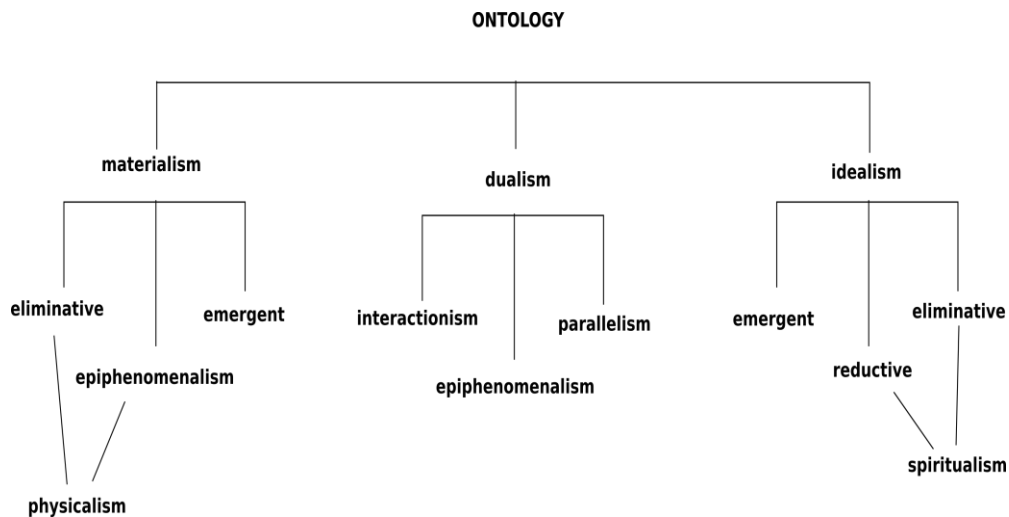 ONTOLOGY
materialism
dualism
idealism
eliminative
emergent
interactionism
parallelism
emergent
eliminative
epiphenomenalism
epiphenomenalism
reductive
physicalism
spiritualism